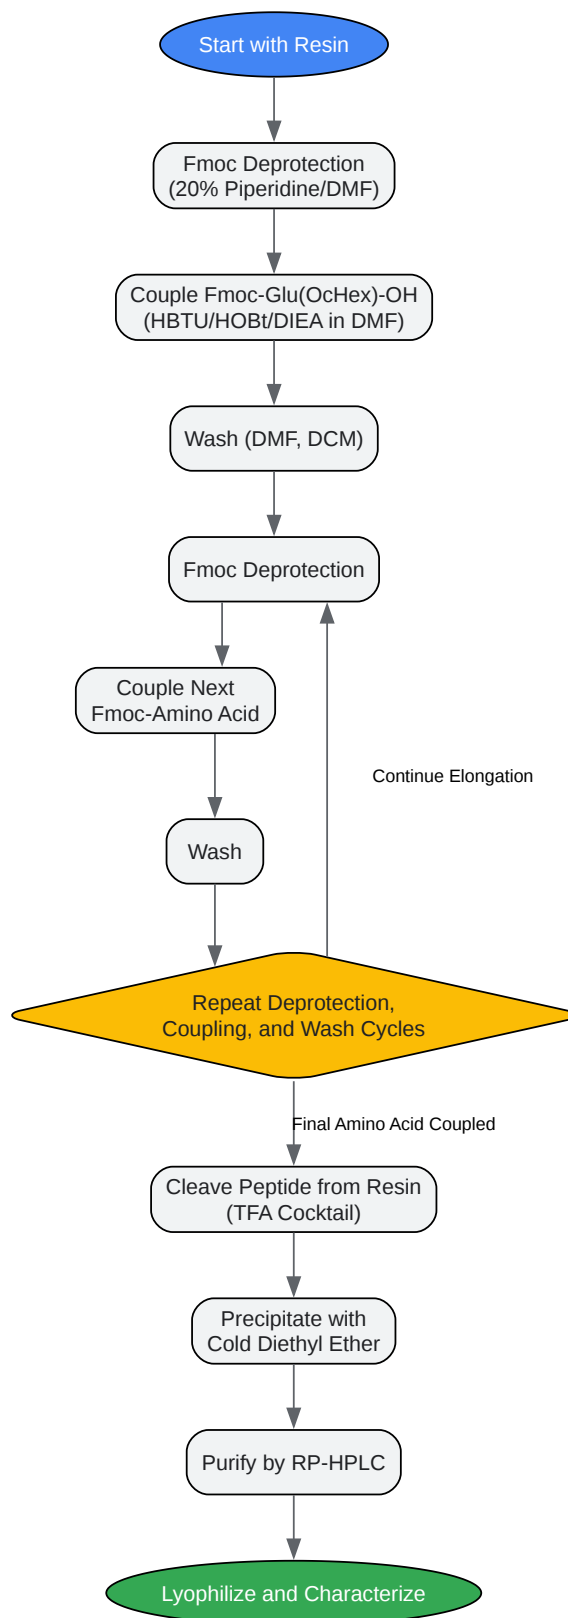 Start with Resin
Fmoc Deprotection
(20% Piperidine/DMF)
Couple Fmoc-Glu(OcHex)-OH
(HBTU/HOBt/DIEA in DMF)
Wash (DMF, DCM)
Fmoc Deprotection
Couple Next
Fmoc-Amino Acid
Continue Elongation
Wash
Repeat Deprotection,
Coupling, and Wash Cycles
Final Amino Acid Coupled
Cleave Peptide from Resin
(TFA Cocktail)
Precipitate with
Cold Diethyl Ether
Purify by RP-HPLC
Lyophilize and Characterize